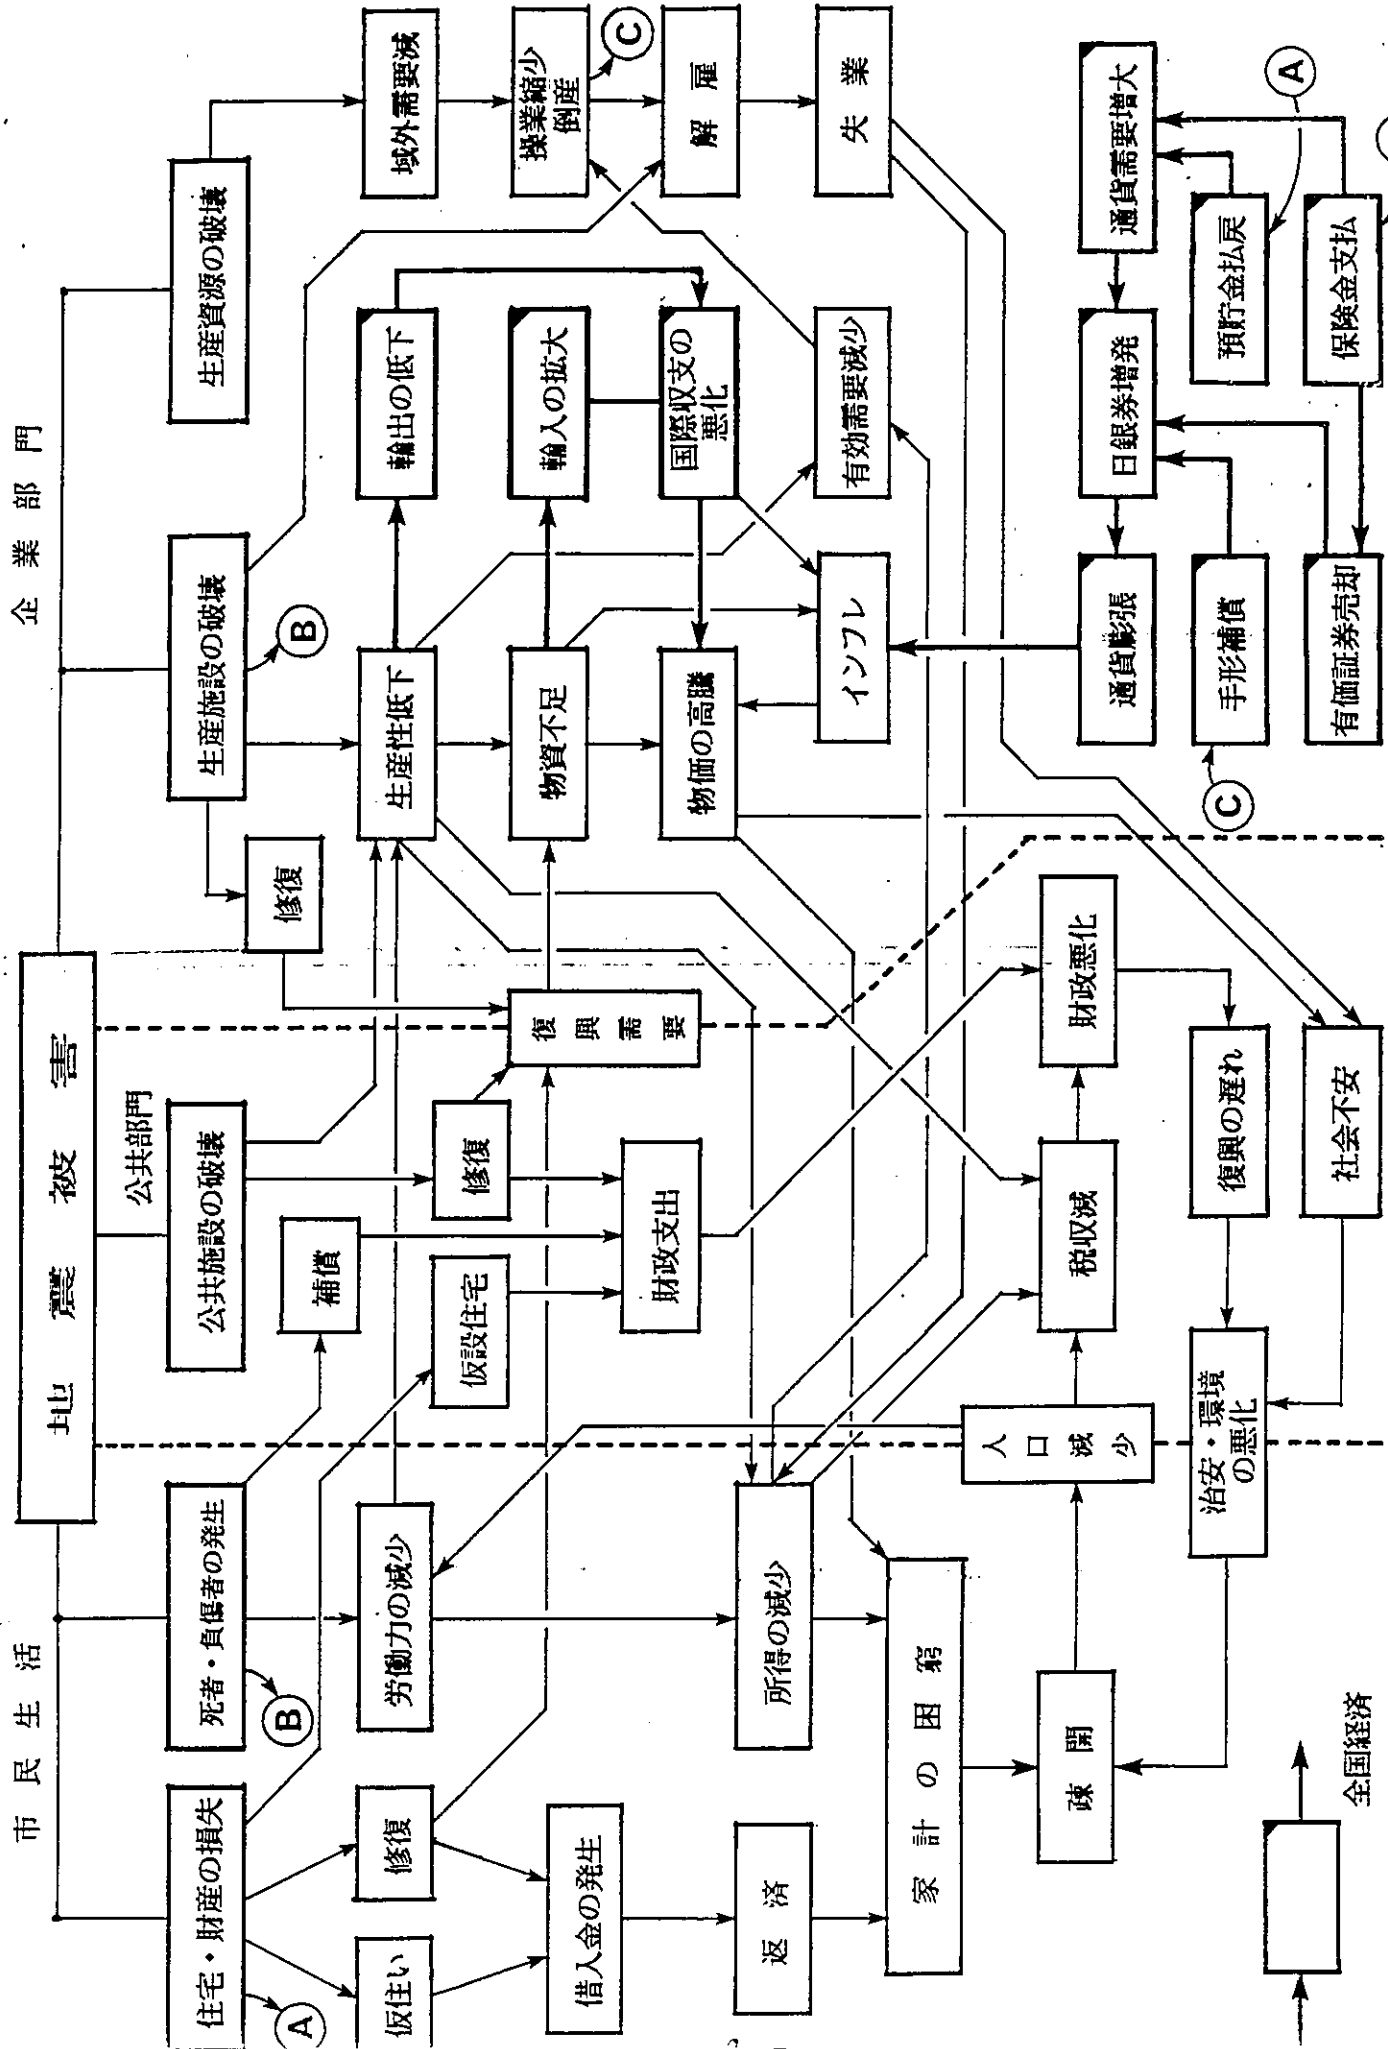 地震被害
市民生活
公共部門
企業部門
住宅・財産の損失
死者・負傷者の発生
公共施設の破壊
生産施設の破壊
生産資源の破壊
A
B
B
補償
修復
仮住い
修復
労働力の減少
仮設住宅
修復
生産性低下
輸出の低下
域外需要減
借入金の発生
財政支出
復興需要
物資不足
輸入の拡大
操業縮少
倒産
C
返済
所得の減少
物価の高騰
国際収支の
悪化
解雇
家計の困窮
インフレ
有効需要減少
失業
疎開
人口減少
税収減
財政悪化
通貨膨張
日銀券増発
通貨需要増大
治安・環境
の悪化
復興の遅れ
C
手形補償
預貯金払戻
A
社会不安
有価証券売却
保険金支払
全国経済